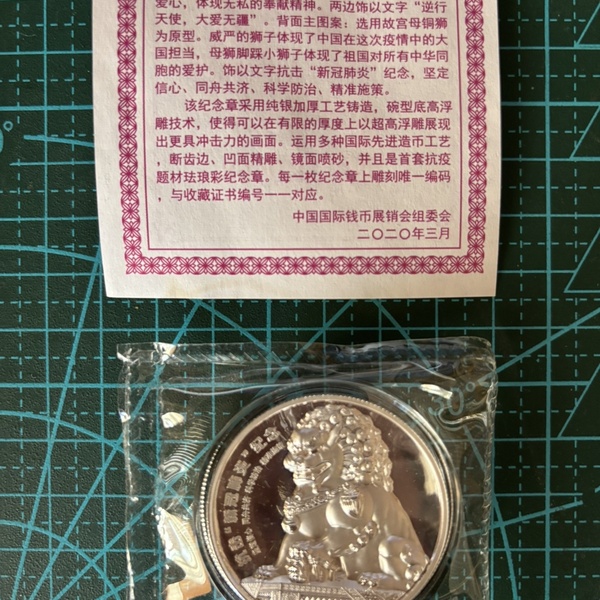 爱心，体现无私的奉献精神。两边饰以文字“逆行
天使，大爱无疆”。背面主图案：选用故宫母铜狮
为原型。威严的狮子体现了中国在这次疫情中的大
国担当，母狮脚踩小狮子体现了祖国对所有中华同
胞的爱护。饰以文字抗击“新冠肺炎”纪念，坚定
信心、同舟共济、科学防治、精准施策。
该纪念章采用纯银加厚工艺铸造，碗型底高浮
雕技术，使得可以在有限的厚度上以超高浮雕展现
出更具冲击力的画面。运用多种国际先进造币工艺
，断齿边、凹面精雕、镜面喷砂，并且是首套抗疫
题材珐琅彩纪念章。每一枚纪念章上雕刻唯一编码
，与收藏证书编号一一对应。
中国国际钱币展销会组委会
二〇二〇年三月
抗击“新冠肺炎”纪念